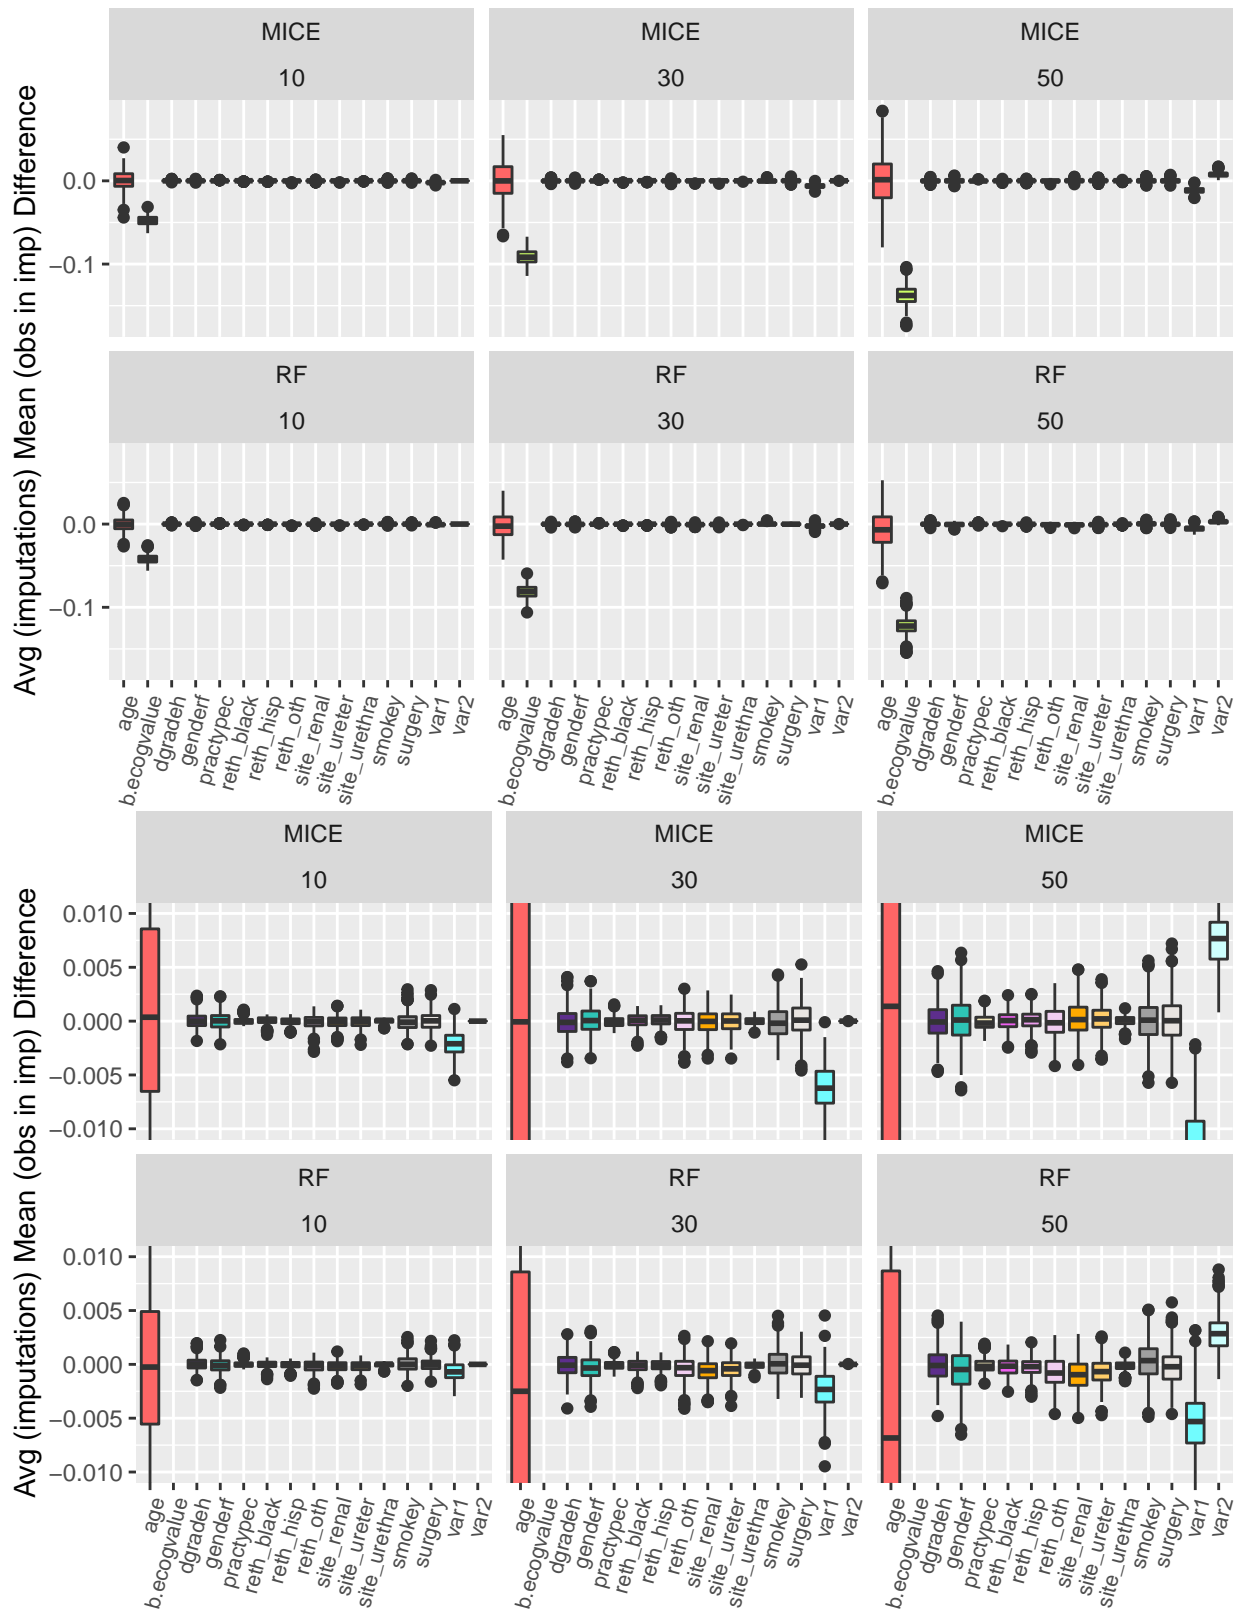 MICE MICE MICE
10 30 50
0.0
−0.1
RF RF RF
10 30 50
0.0
−0.1
Avg (imputations) Mean (obs in imp) Difference
age b.ecogvalue dgradeh genderf practypec reth_black reth_hisp reth_oth site_renal site_ureter site_urethra smokey surgery var1 var2
age b.ecogvalue dgradeh genderf practypec reth_black reth_hisp reth_oth site_renal site_ureter site_urethra smokey surgery var1 var2
age b.ecogvalue dgradeh genderf practypec reth_black reth_hisp reth_oth site_renal site_ureter site_urethra smokey surgery var1 var2
MICE MICE MICE
10 30 50
0.010
0.005
0.000
−0.005
−0.010
RF RF RF
10 30 50
0.010
0.005
0.000
−0.005
−0.010
Avg (imputations) Mean (obs in imp) Difference
age b.ecogvalue dgradeh genderf practypec reth_black reth_hisp reth_oth site_renal site_ureter site_urethra smokey surgery var1 var2
age b.ecogvalue dgradeh genderf practypec reth_black reth_hisp reth_oth site_renal site_ureter site_urethra smokey surgery var1 var2
age b.ecogvalue dgradeh genderf practypec reth_black reth_hisp reth_oth site_renal site_ureter site_urethra smokey surgery var1 var2